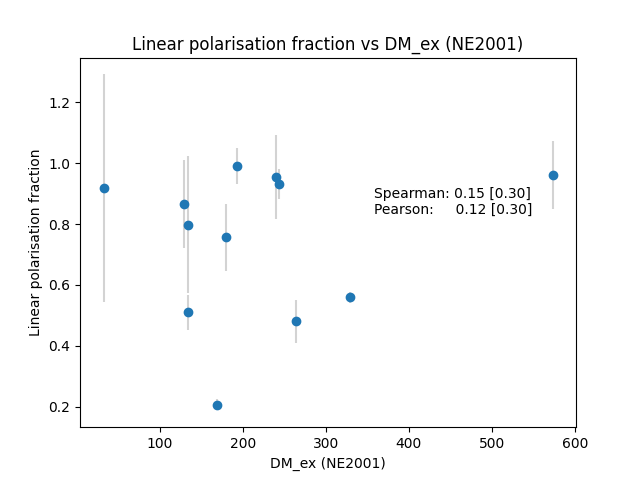 Linear polarisation fraction vs DM_ex (NE2001)
Linear polarisation fraction
1.2
1.0
0.8
0.6
0.4
0.2
Spearman: 0.15 [0.30]
Pearson: 0.12 [0.30]
100
200
300
400
500
600
DM_ex (NE2001)